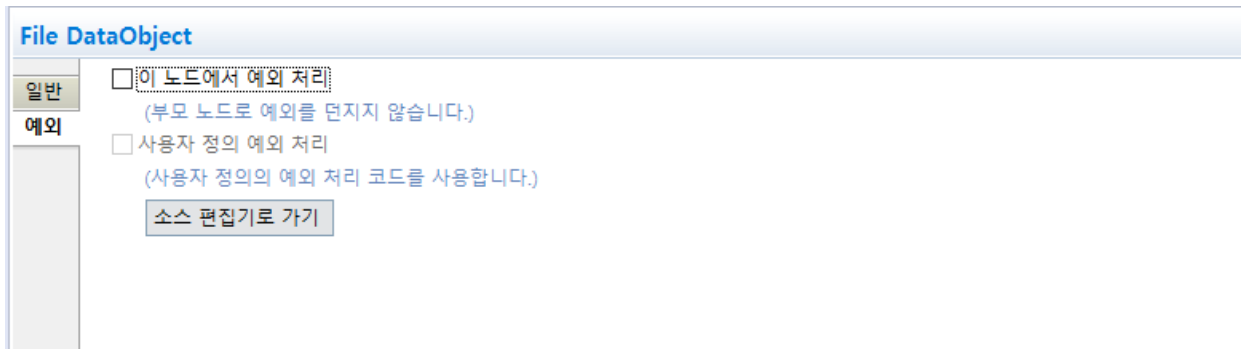 File DataObject
일반
예외
이 노드에서 예외 처리
(부모 노드로 예외를 던지지 않습니다.)
사용자 정의 예외 처리
(사용자 정의의 예외 처리 코드를 사용합니다.)
소스 편집기로 가기